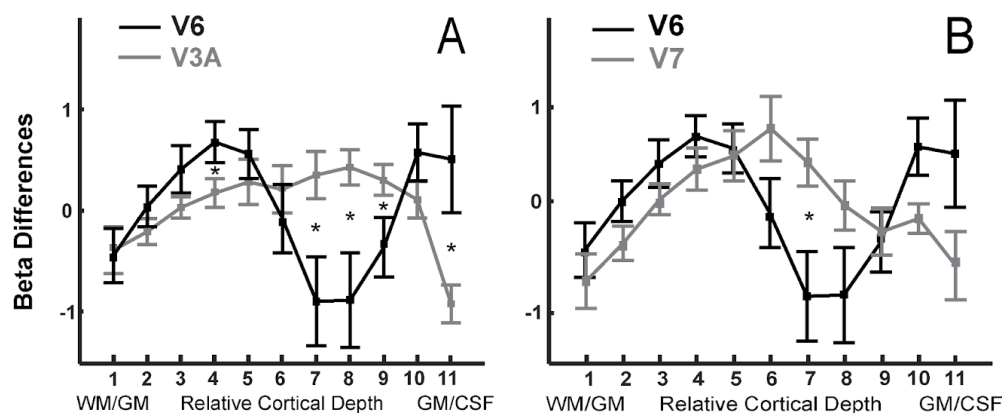 V6
V3A
A
1
0
-1
Beta Differences
*
*
*
*
*
1 2 3 4 5 6 7 8 9 10 11
WM/GM Relative Cortical Depth GM/CSF
V6
V7
B
1
0
-1
*
1 2 3 4 5 6 7 8 9 10 11
WM/GM Relative Cortical Depth GM/CSF